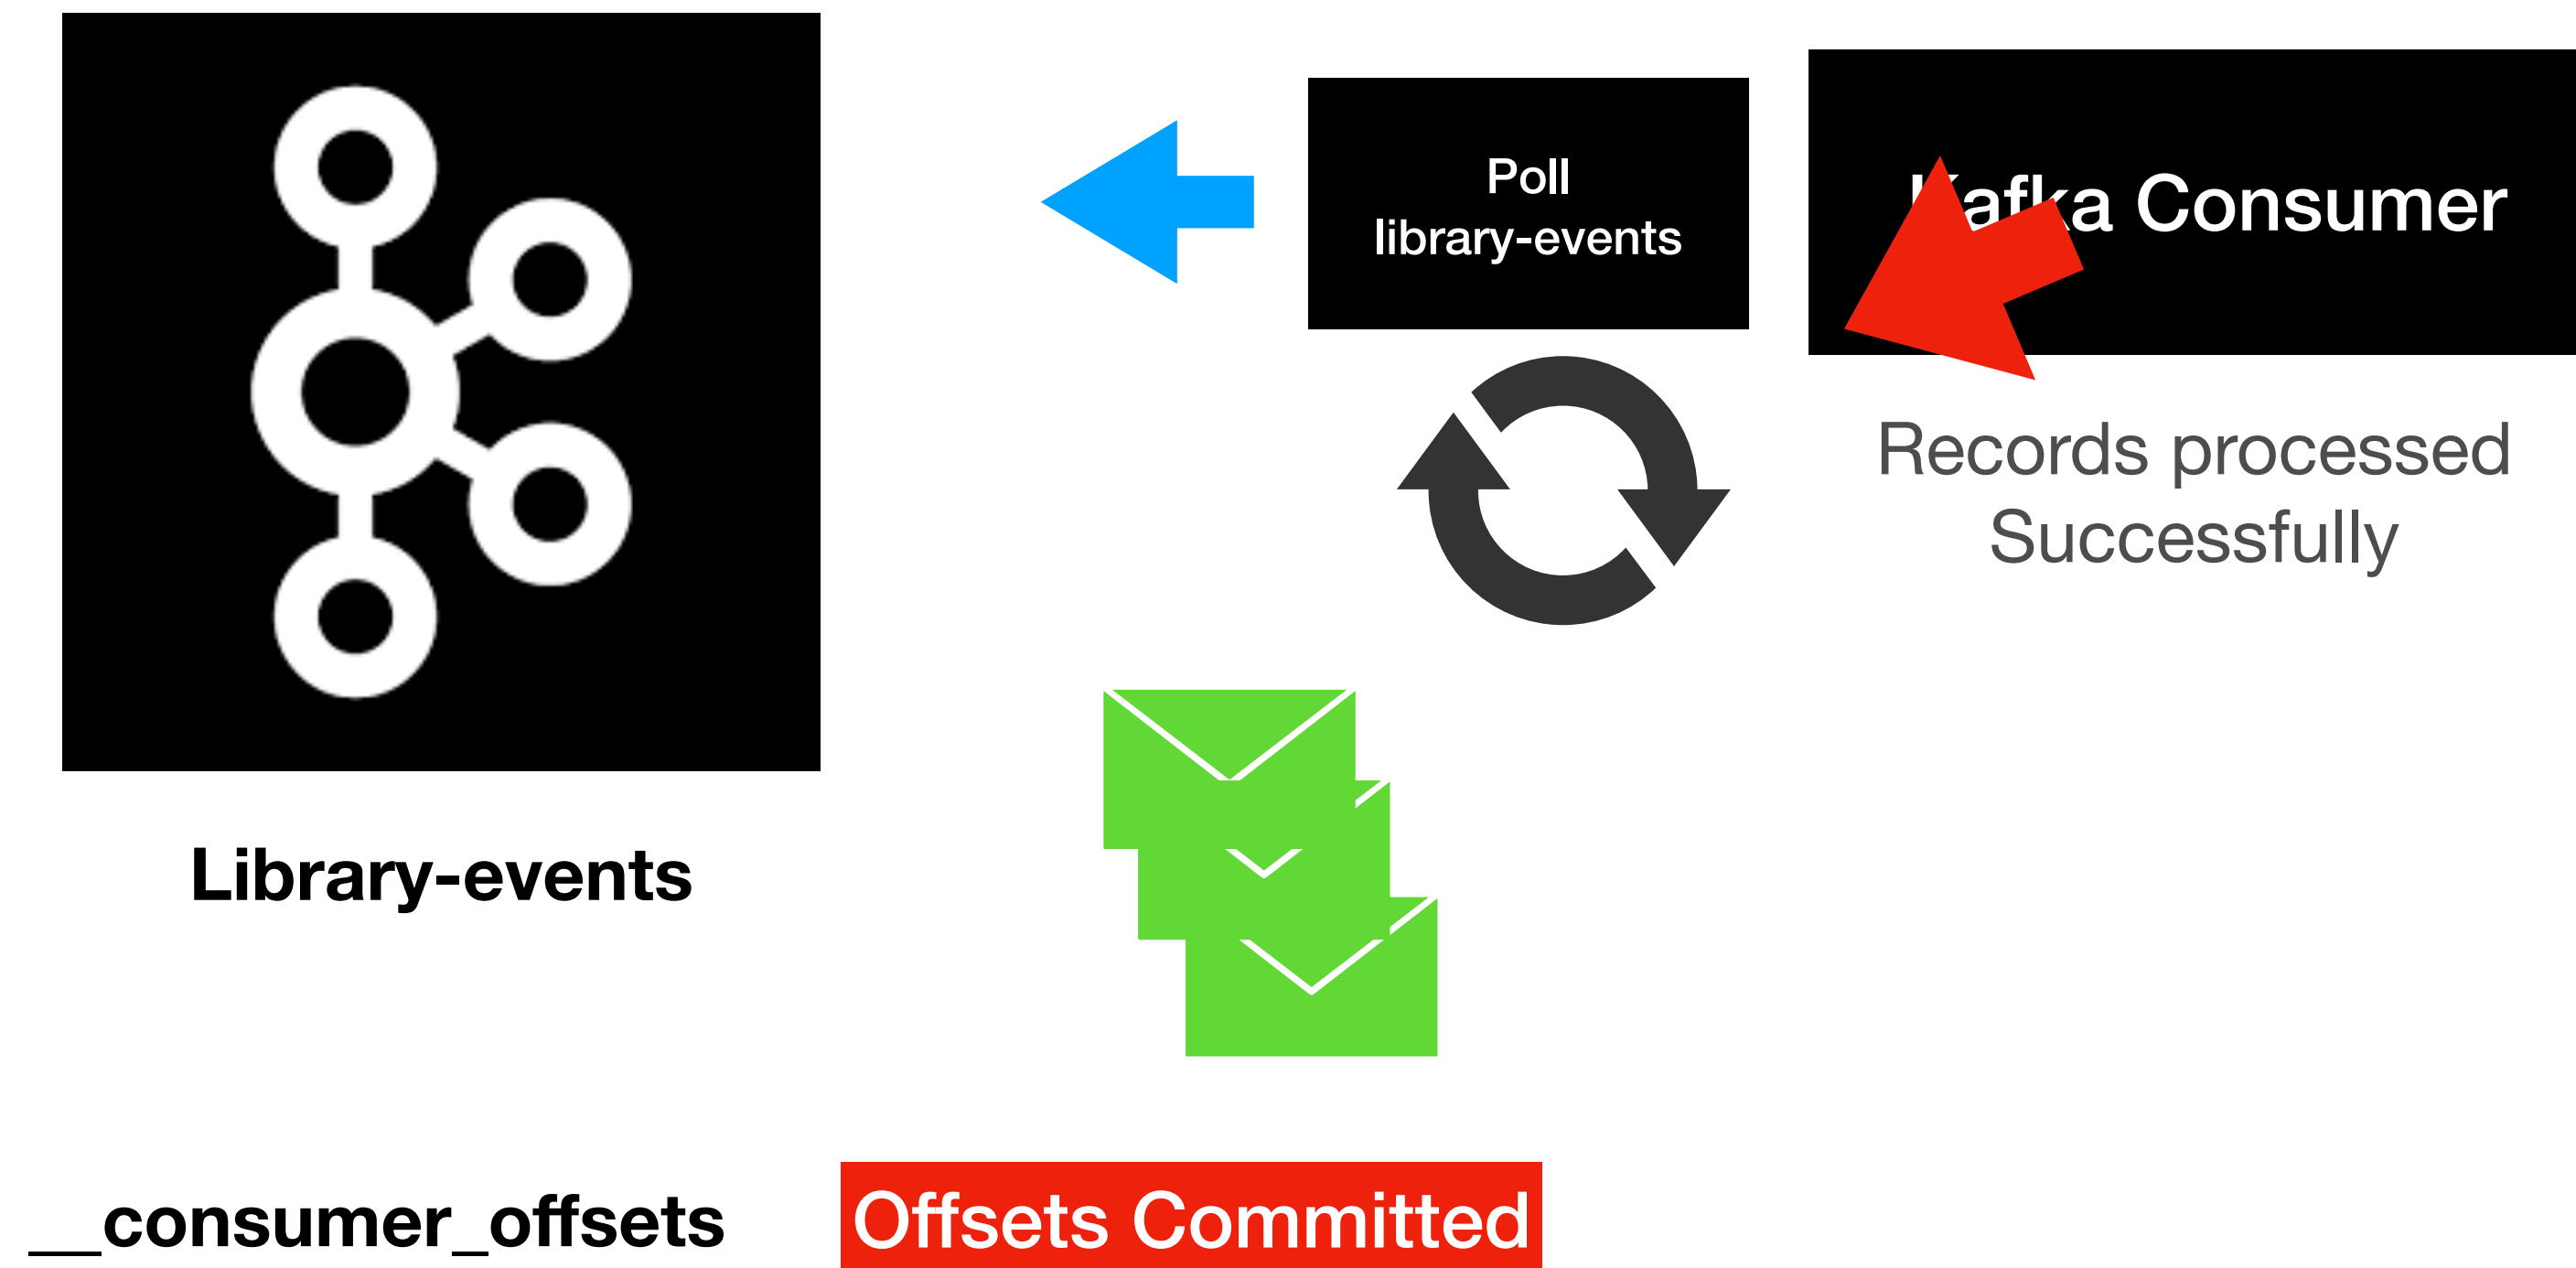 Poll
library-events
Kafka Consumer
Records processed
Successfully
Library-events
__consumer_offsets
Offsets Committed